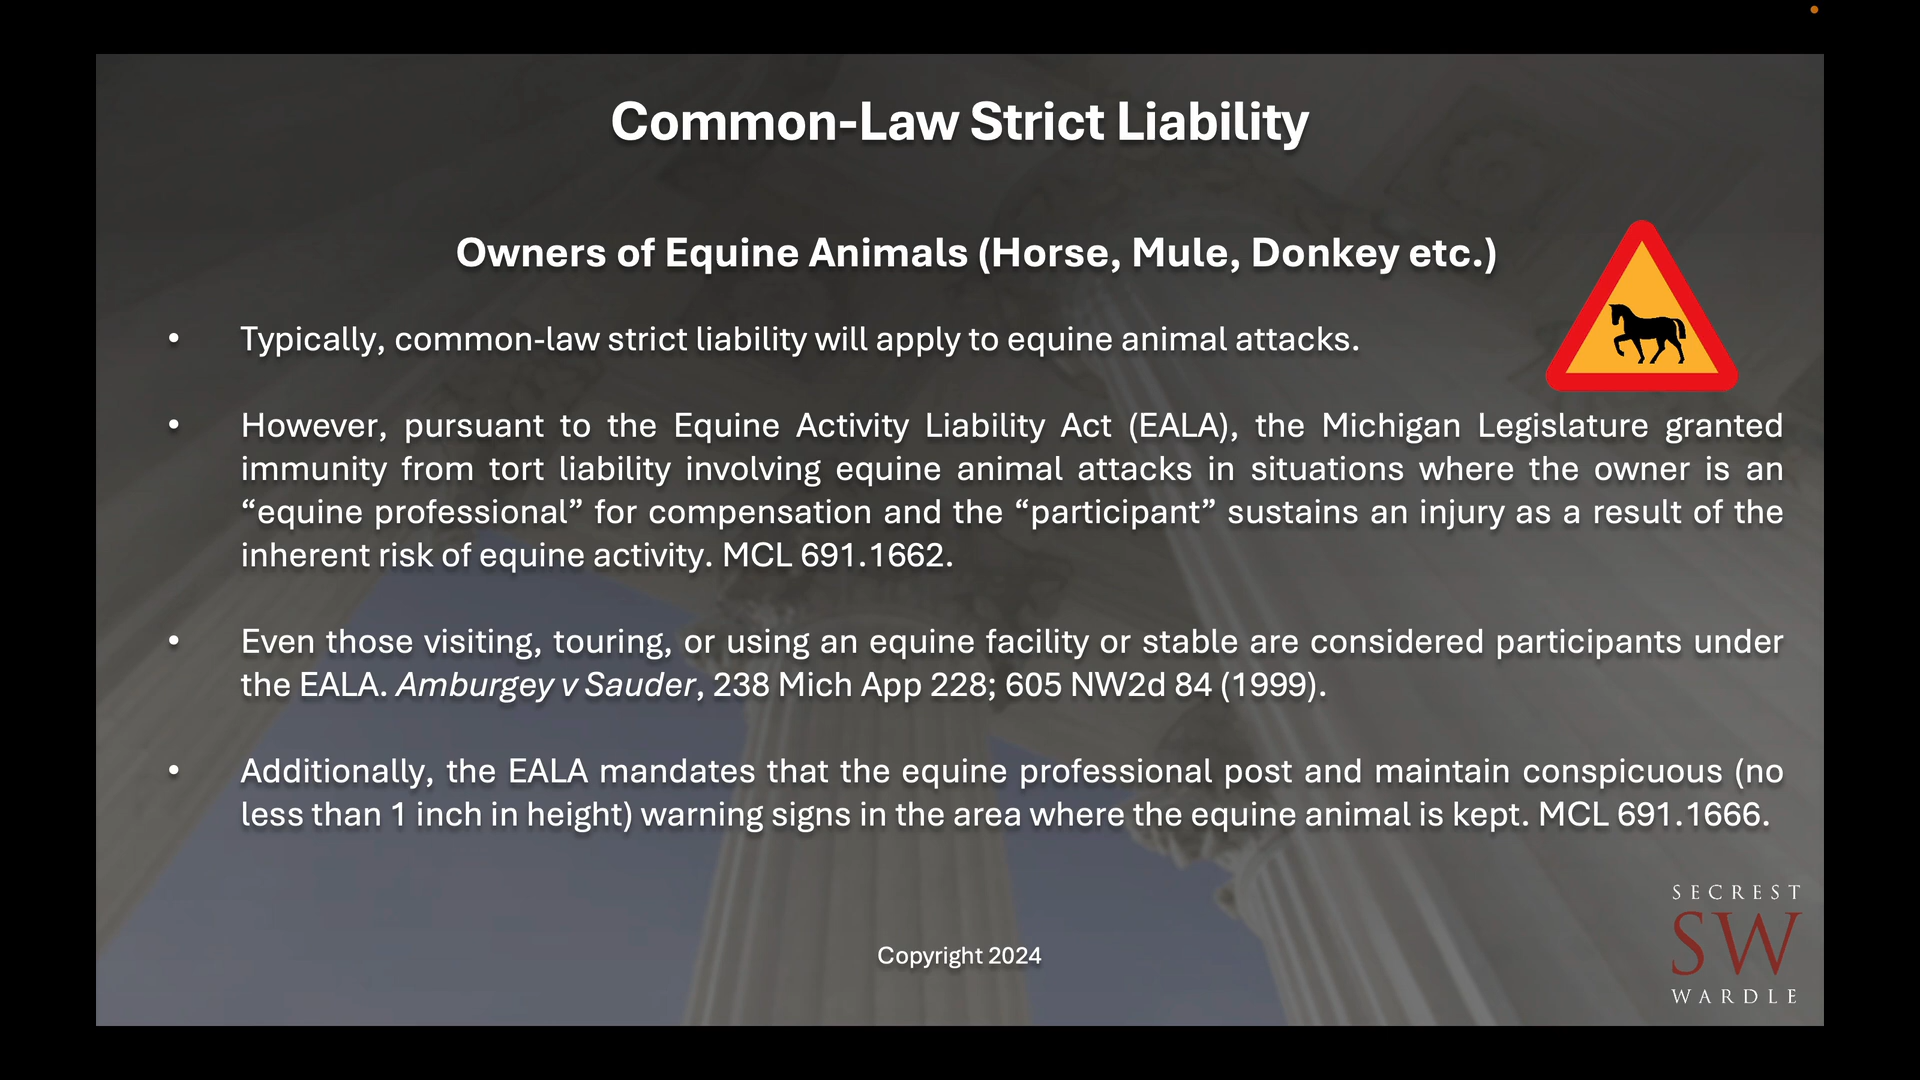 Common-Law Strict Liability
Owners of Equine Animals (Horse, Mule, Donkey etc.)
• Typically, common-law strict liability will apply to equine animal attacks.
• However, pursuant to the Equine Activity Liability Act (EALA), the Michigan Legislature granted
immunity from tort liability involving equine animal attacks in situations where the owner is an
“equine professional” for compensation and the “participant” sustains an injury as a result of the
inherent risk of equine activity. MCL 691.1662.
• Even those visiting, touring, or using an equine facility or stable are considered participants under
the EALA. Amburgey v Sauder, 238 Mich App 228; 605 NW2d 84 (1999).
• Additionally, the EALA mandates that the equine professional post and maintain conspicuous (no
less than 1 inch in height) warning signs in the area where the equine animal is kept. MCL 691.1666.
Copyright 2024
SECREST
SW
WARDLE